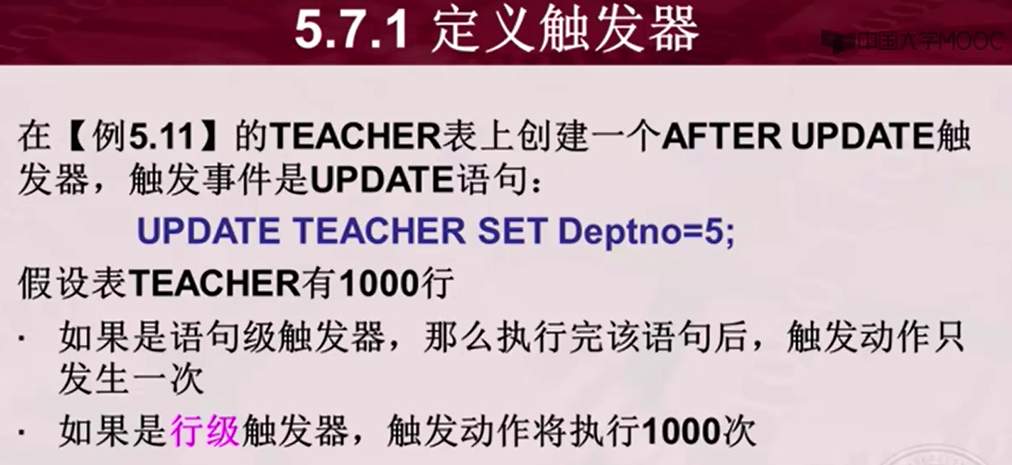 5.7.1 定义触发器
中国大学MOOC
在【例5.11】的TEACHER表上创建一个AFTER UPDATE触
发器，触发事件是UPDATE语句：
UPDATE TEACHER SET Deptno=5;
假设表TEACHER有1000行
· 如果是语句级触发器，那么执行完该语句后，触发动作只
发生一次
· 如果是行级触发器，触发动作将执行1000次